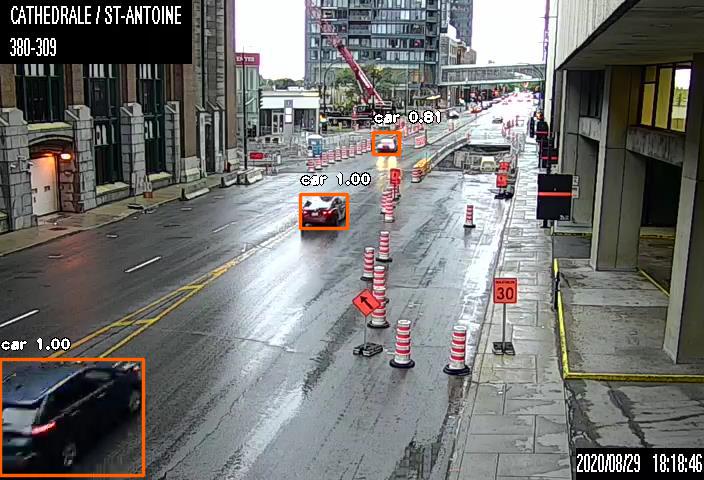 CATHEDRALE / ST-ANTOINE
380-309
car 0.81
car 1.00
30
car 1.00
2020/08/29 18:18:46